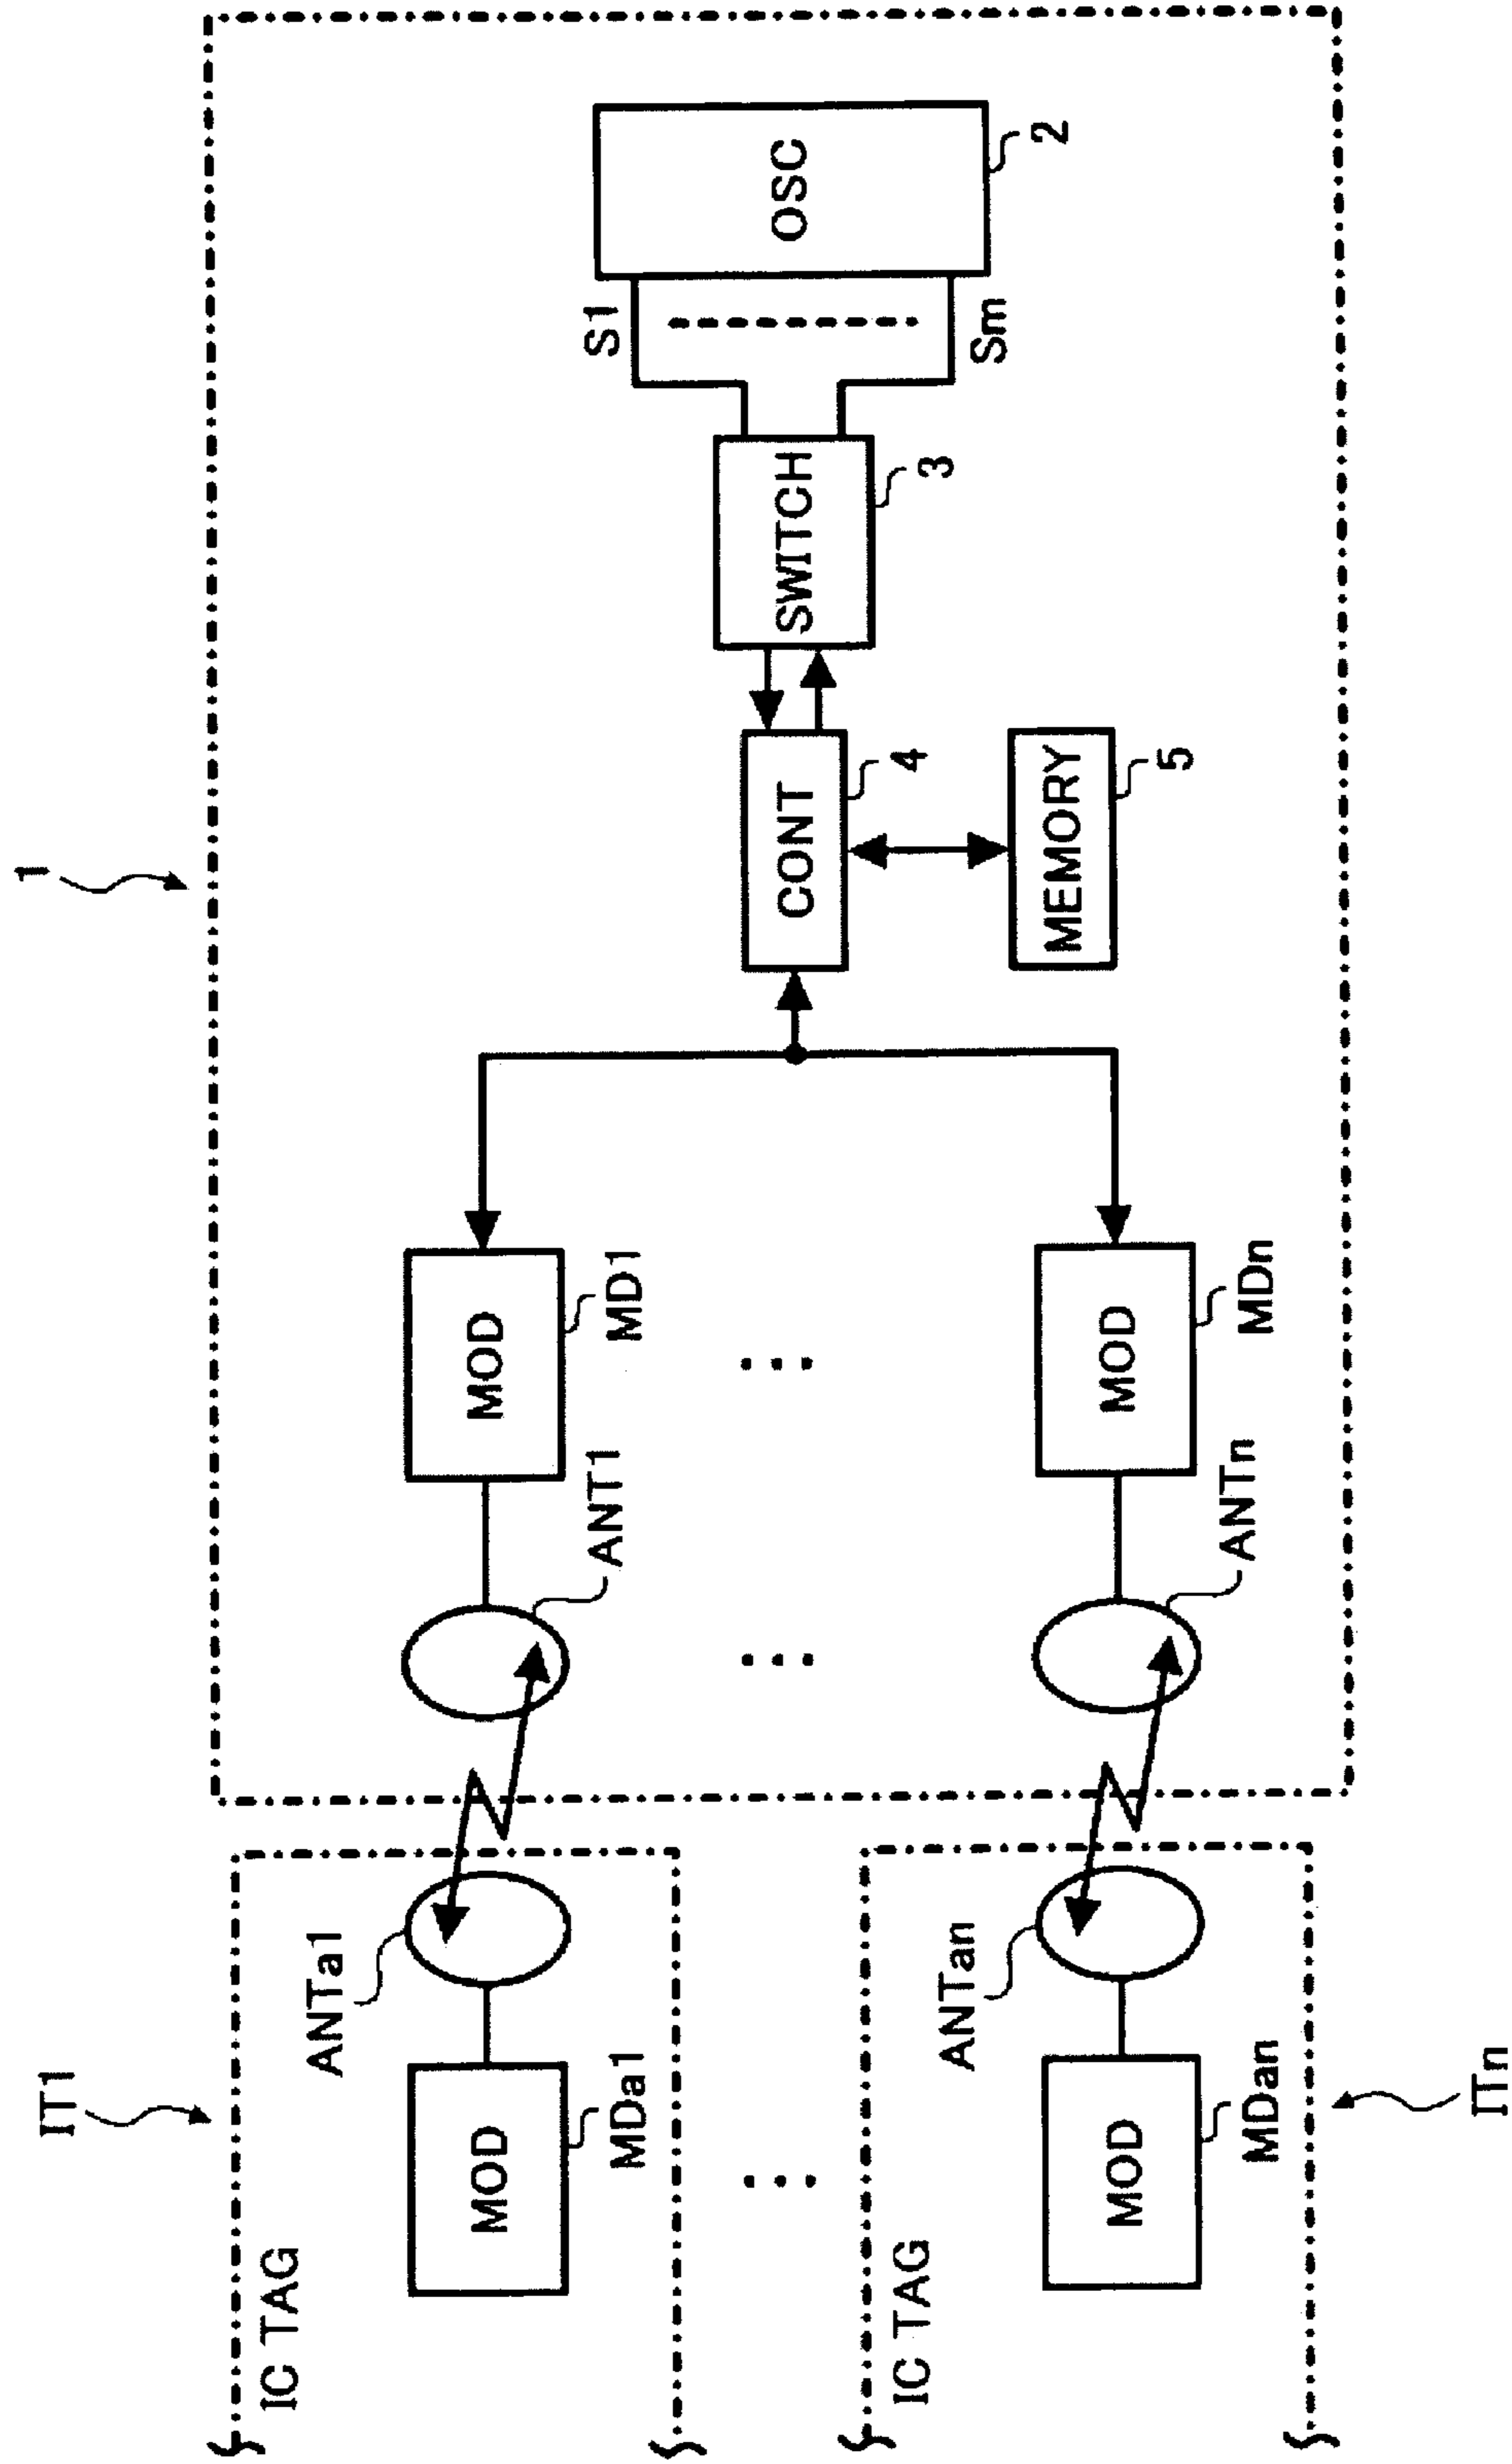 1
IT1
IC TAG
MOD
MDa1
ANTa1
ANT1
MOD
MD1
CONT
4
MEMORY
5
SWITCH
3
S1
Sm
OSC
2
IC TAG
MOD
MDan
ANTan
ANTn
MOD
MDn
ITn